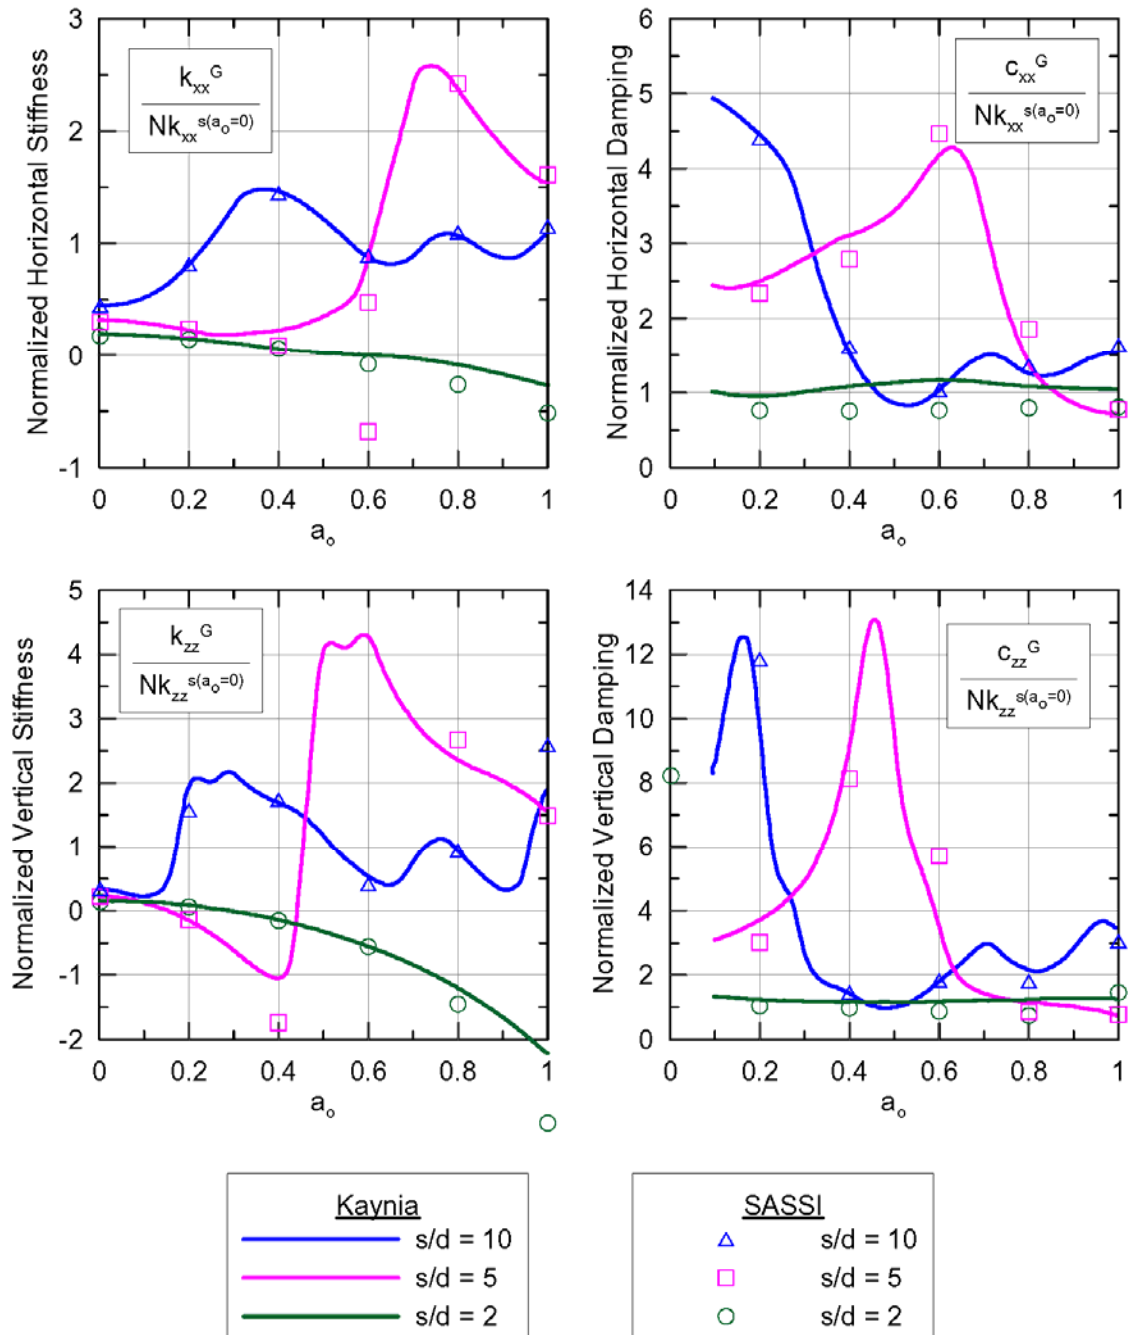 3
2
1
0
-1
Normalized Horizontal Stiffness
k_xx^G
Nk_xx^s(a_o=0)
0 0.2 0.4 0.6 0.8 1
a_o
6
5
4
3
2
1
0
Normalized Horizontal Damping
c_xx^G
Nk_xx^s(a_o=0)
0 0.2 0.4 0.6 0.8 1
a_o
5
4
3
2
1
0
-1
-2
Normalized Vertical Stiffness
k_zz^G
Nk_zz^s(a_o=0)
0 0.2 0.4 0.6 0.8 1
a_o
14
12
10
8
6
4
2
0
Normalized Vertical Damping
c_zz^G
Nk_zz^s(a_o=0)
0 0.2 0.4 0.6 0.8 1
a_o
Kaynia
s/d = 10
s/d = 5
s/d = 2
SASSI
s/d = 10
s/d = 5
s/d = 2